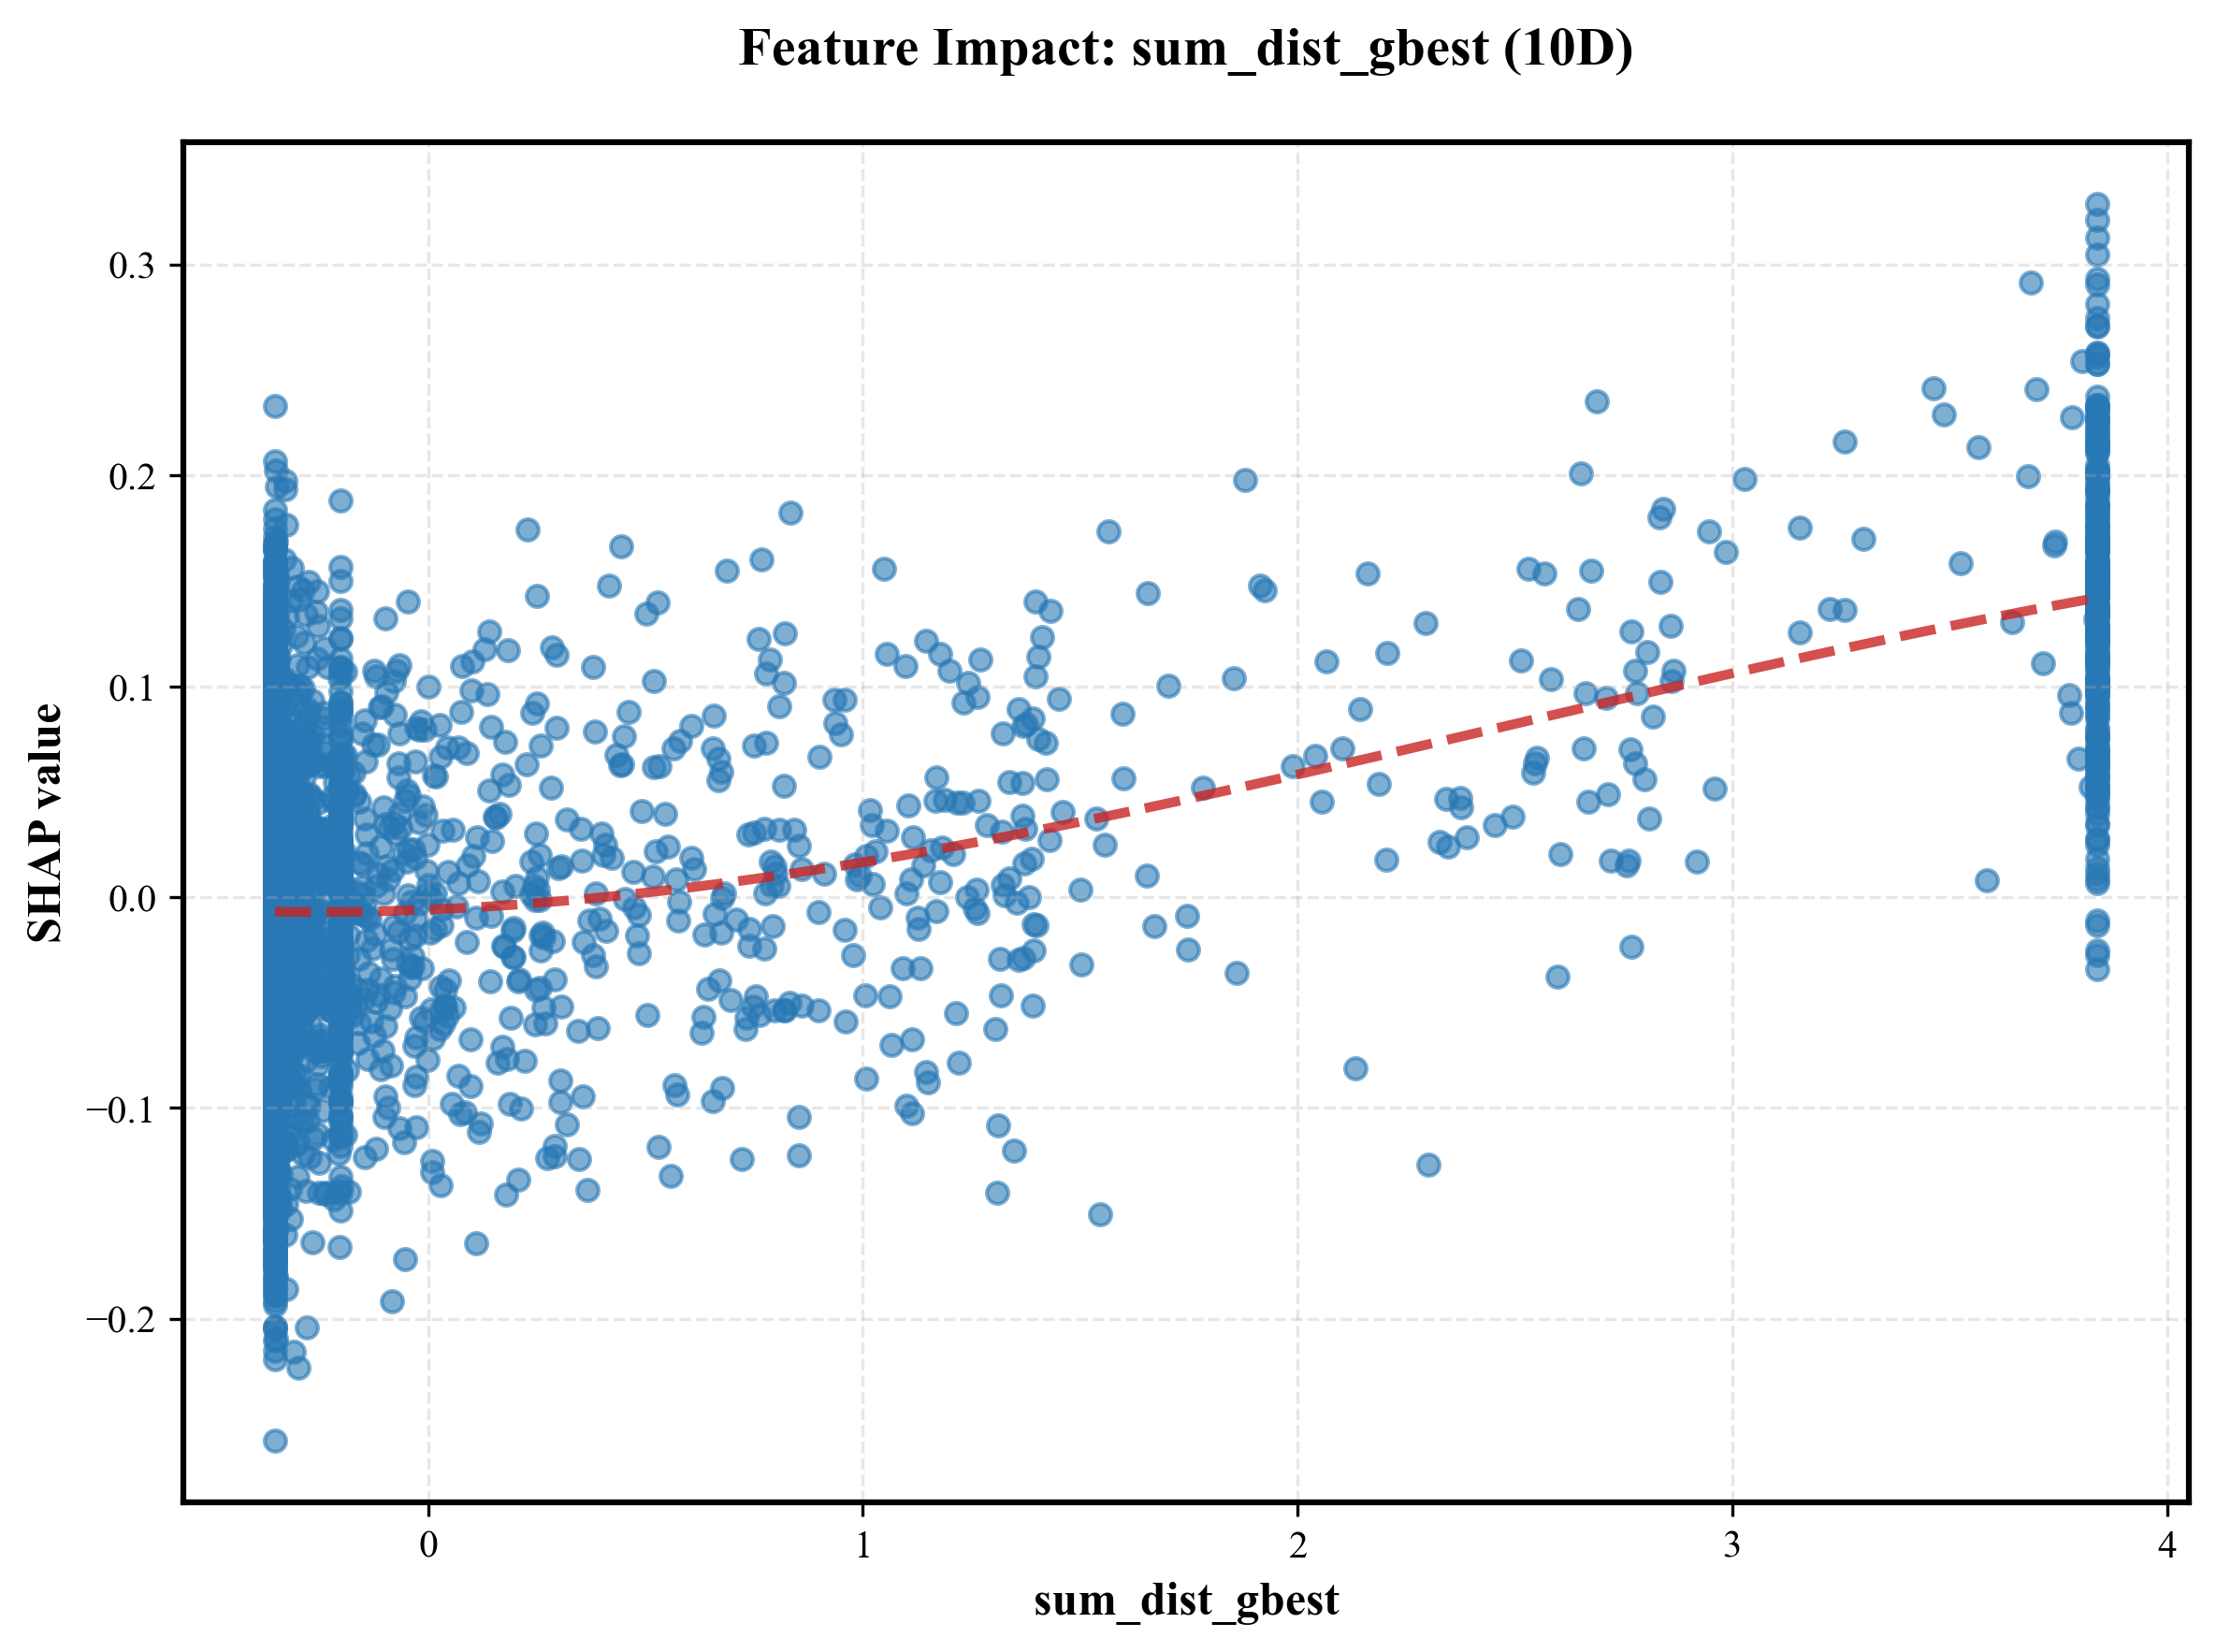 Feature Impact: sum_dist_gbest (10D)
SHAP value
0.3
0.2
0.1
0.0
−0.1
−0.2
0 1 2 3 4
sum_dist_gbest